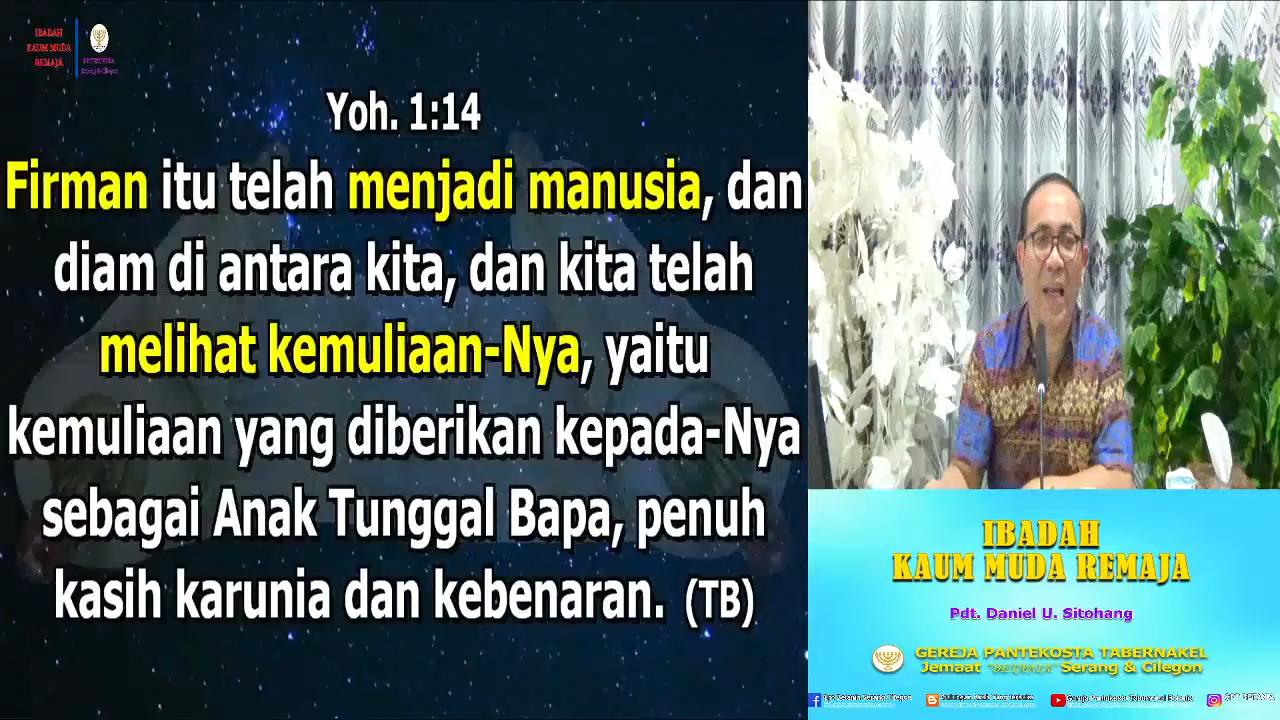 IBADAH
KAUM MUDA
REMAJA
Yoh. 1:14
Firman itu telah menjadi manusia, dan
diam di antara kita, dan kita telah
melihat kemuliaan-Nya, yaitu
kemuliaan yang diberikan kepada-Nya
sebagai Anak Tunggal Bapa, penuh
kasih karunia dan kebenaran. (TB)
IBADAH
KAUM MUDA REMAJA
Pdt. Daniel U. Sitohang
GEREJA PANTEKOSTA TABERNAKEL
Jemaat "BETANIA" Serang & Cilegon